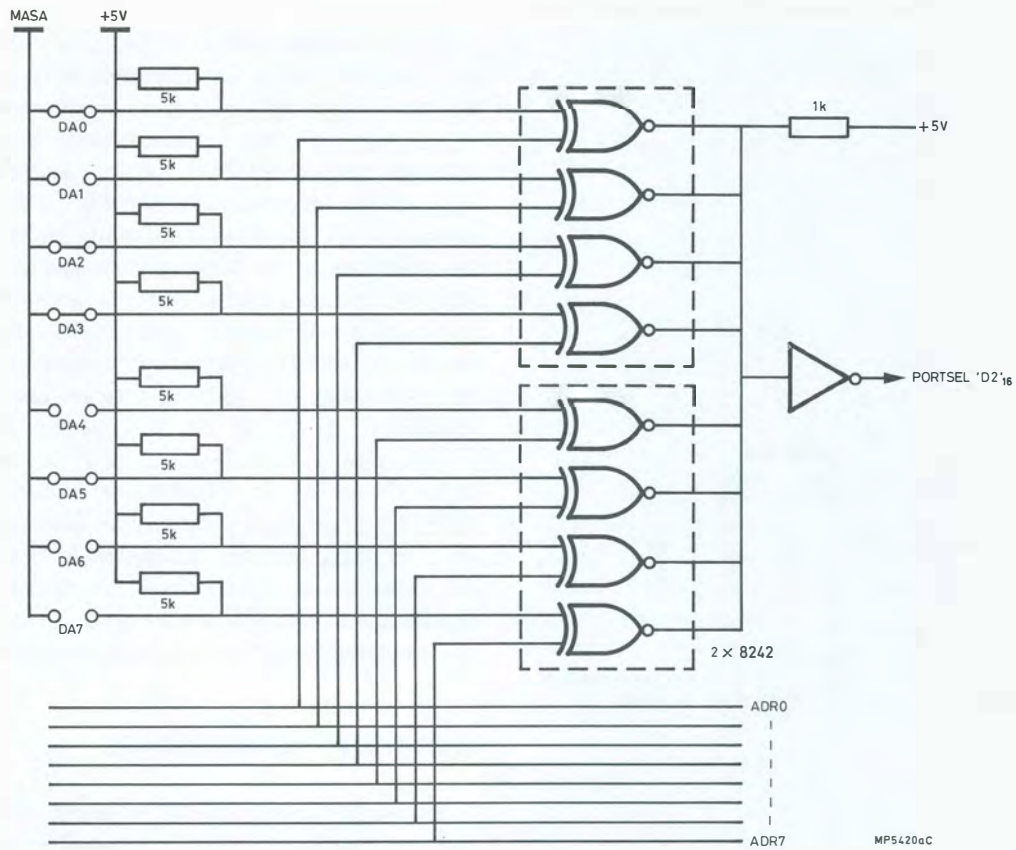 MASA +5V
5k
1k
+5V
DA0
5k
DA1
5k
DA2
5k
DA3
5k
PORTSEL 'D2'16
DA4
5k
DA5
5k
DA6
5k
DA7
2 × 8242
ADR0
ADR7
MP5420aC